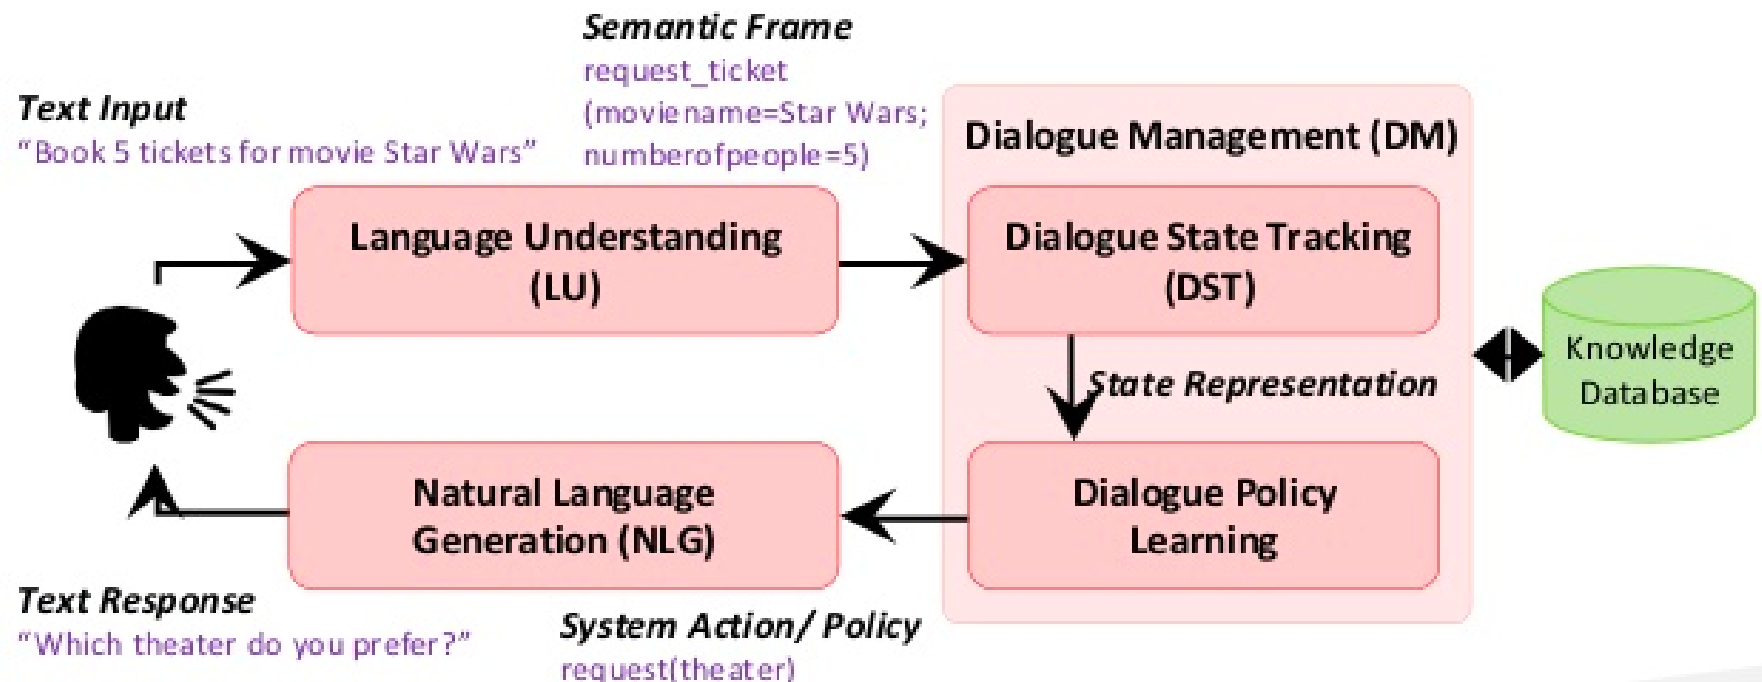 Semantic Frame
request_ticket
(moviename=Star Wars;
numberofpeople=5)
Text Input
“Book 5 tickets for movie Star Wars”
Dialogue Management (DM)
Language Understanding
(LU)
Dialogue State Tracking
(DST)
Knowledge
Database
State Representation
Natural Language
Generation (NLG)
Dialogue Policy
Learning
Text Response
“Which theater do you prefer?”
System Action/ Policy
request(theater)